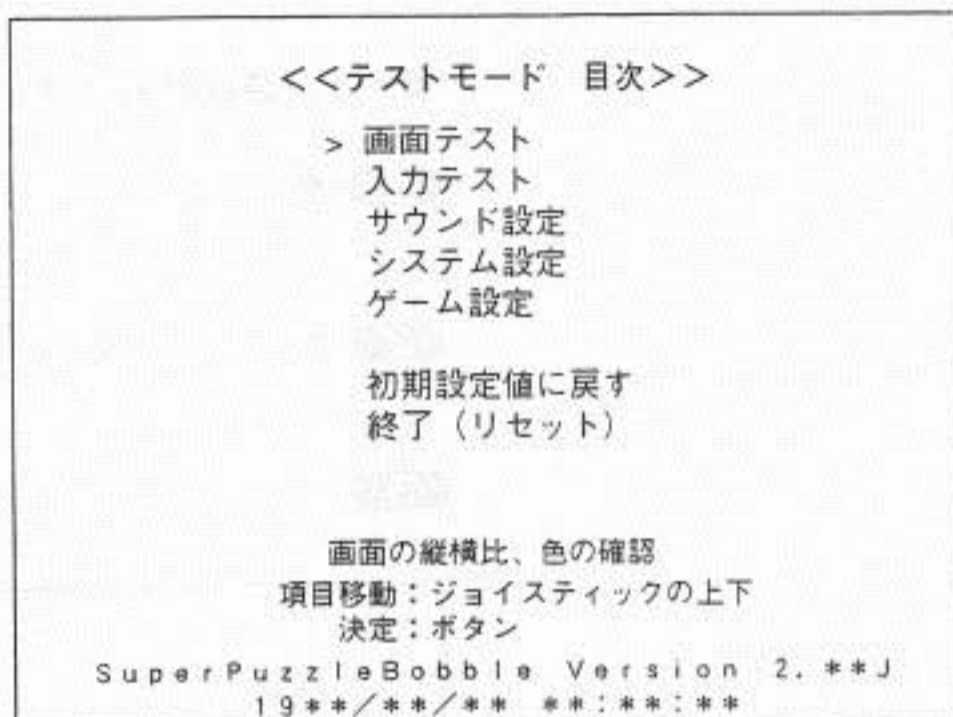 <<テストモード 目次>>
> 画面テスト
入力テスト
サウンド設定
システム設定
ゲーム設定
初期設定値に戻す
終了（リセット）
画面の縦横比、色の確認
項目移動：ジョイスティックの上下
決定：ボタン
SuperPuzzleBobble Version 2.**J
19**/**/** **:**:**